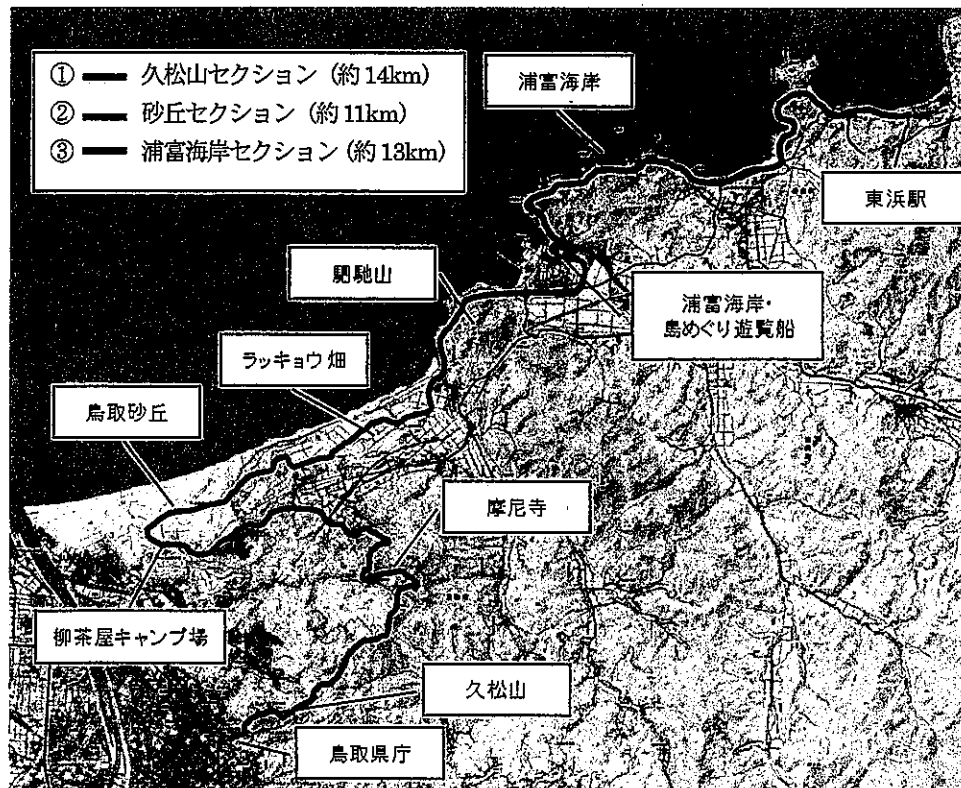 ① 久松山セクション (約14km)
② 砂丘セクション (約11km)
③ 浦富海岸セクション (約13km)
浦富海岸
東浜駅
駟馳山
浦富海岸・
島めぐり遊覧船
ラッキョウ畑
鳥取砂丘
摩尼寺
柳茶屋キャンプ場
久松山
鳥取県庁